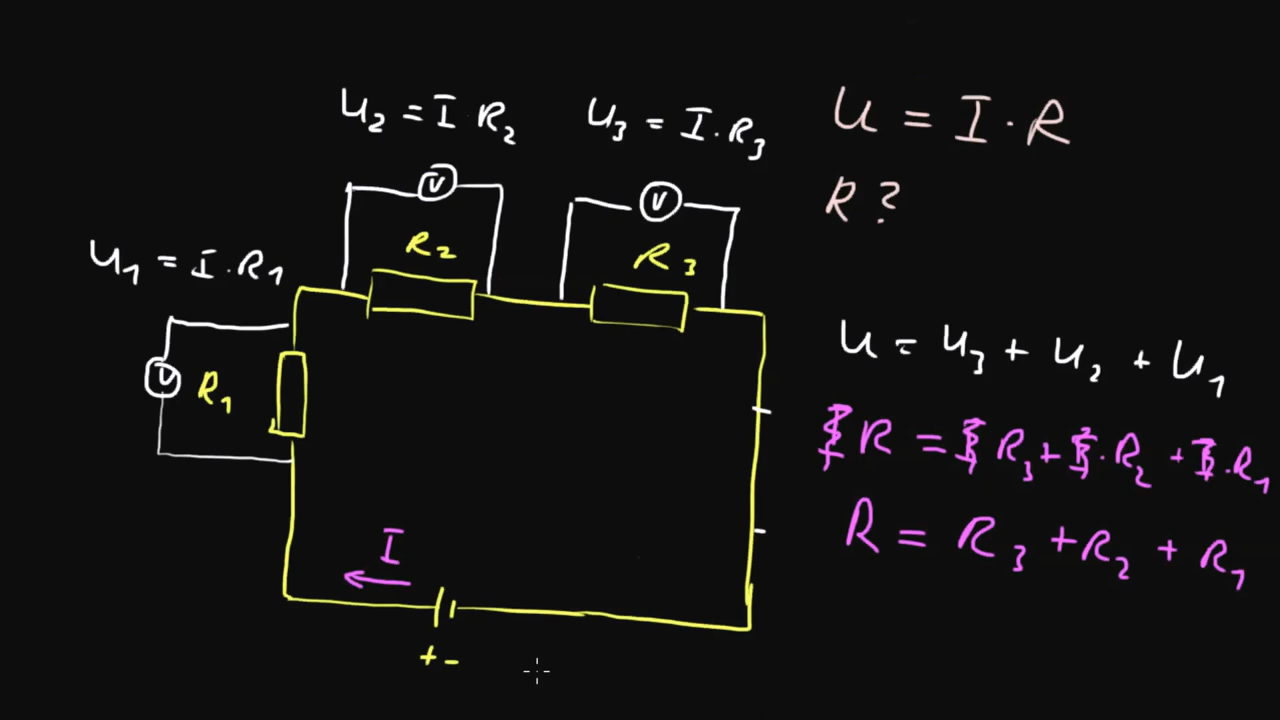 U₂ = I · R₂
U₃ = I · R₃
U = I · R
R ?
U₁ = I · R₁
V
V
R₂
R₃
V
R₁
U = U₃ + U₂ + U₁
I R = I R₃ + I · R₂ + I · R₁
R = R₃ + R₂ + R₁
I
+ -